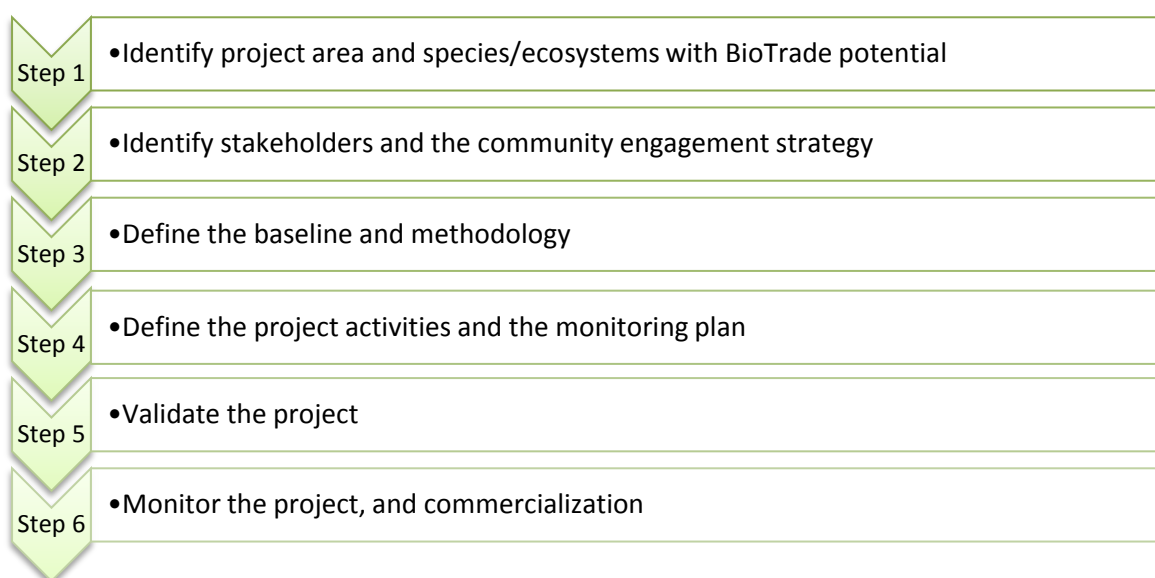 Step 1
•Identify project area and species/ecosystems with BioTrade potential
Step 2
•Identify stakeholders and the community engagement strategy
Step 3
•Define the baseline and methodology
Step 4
•Define the project activities and the monitoring plan
Step 5
•Validate the project
Step 6
•Monitor the project, and commercialization